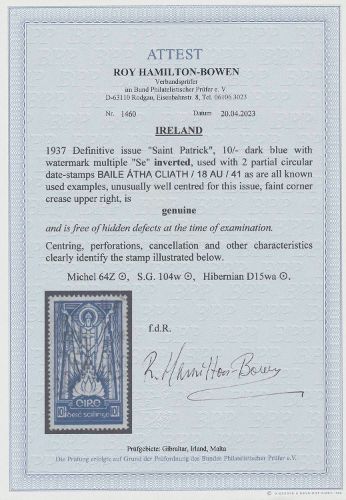 ATTEST
ROY HAMILTON-BOWEN
Verbandsprüfer
im Bund Philatelistischer Prüfer e. V
D-63110 Rodgau, Eisenbahnstr. 8, Tel. 06106 3023
Nr. 1460 Datum 20.04.2023
IRELAND
1937 Definitive issue "Saint Patrick", 10/- dark blue with
watermark multiple "Se" inverted, used with 2 partial circular
date-stamps BAILE ÁTHA CLIATH / 18 AU / 41 as are all known
used examples, unusually well centred for this issue, faint corner
crease upper right, is
genuine
and is free of hidden defects at the time of examination.
Centring, perforations, cancellation and other characteristics
clearly identify the stamp illustrated below.
Michel 64Z ⊙, S.G. 104w ⊙, Hibernian D15wa ⊙.
f.d.R.
R. Hamilton-Bowen
ÉIRE
10
Prüfgebiete: Gibraltar, Irland, Malta
Die Prüfung erfolgt auf Grund der Prüfordnung des Bundes Philatelistischer Prüfer e.V.